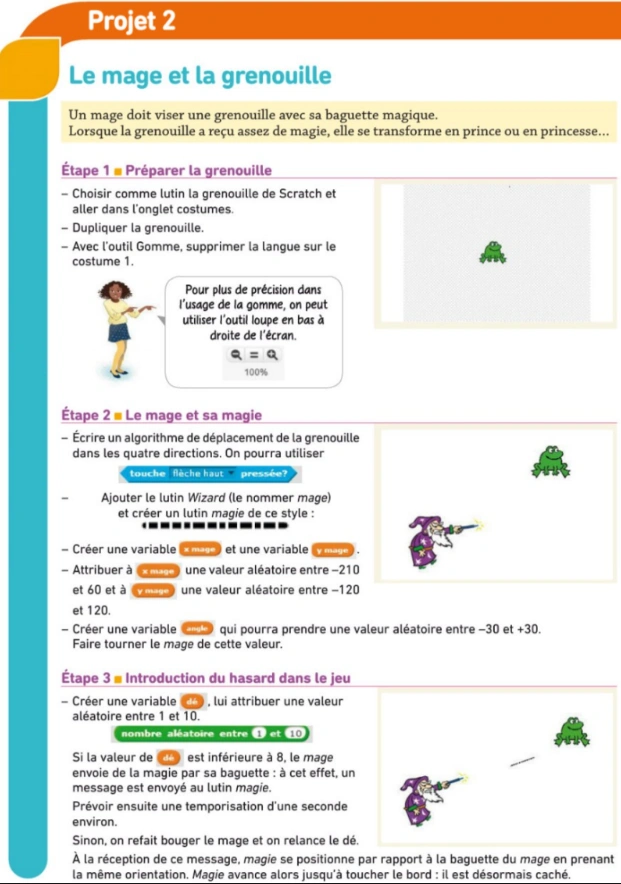 Projet 2
Le mage et la grenouille
Un mage doit viser une grenouille avec sa baguette magique.
Lorsque la grenouille a reçu assez de magie, elle se transforme en prince ou en princesse...
Étape 1 ■ Préparer la grenouille
– Choisir comme lutin la grenouille de Scratch et
aller dans l'onglet costumes.
– Dupliquer la grenouille.
– Avec l'outil Gomme, supprimer la langue sur le
costume 1.
Pour plus de précision dans
l'usage de la gomme, on peut
utiliser l'outil loupe en bas à
droite de l'écran.
100%
Étape 2 ■ Le mage et sa magie
– Écrire un algorithme de déplacement de la grenouille
dans les quatre directions. On pourra utiliser
touche flèche haut pressée?
– Ajouter le lutin Wizard (le nommer mage)
et créer un lutin magie de ce style :
– Créer une variable x mage et une variable y mage .
– Attribuer à x mage une valeur aléatoire entre –210
et 60 et à y mage une valeur aléatoire entre –120
et 120.
– Créer une variable angle qui pourra prendre une valeur aléatoire entre –30 et +30.
Faire tourner le mage de cette valeur.
Étape 3 ■ Introduction du hasard dans le jeu
– Créer une variable dé , lui attribuer une valeur
aléatoire entre 1 et 10.
nombre aléatoire entre 1 et 10
Si la valeur de dé est inférieure à 8, le mage
envoie de la magie par sa baguette : à cet effet, un
message est envoyé au lutin magie.
Prévoir ensuite une temporisation d'une seconde
environ.
Sinon, on refait bouger le mage et on relance le dé.
À la réception de ce message, magie se positionne par rapport à la baguette du mage en prenant
la même orientation. Magie avance alors jusqu'à toucher le bord : il est désormais caché.